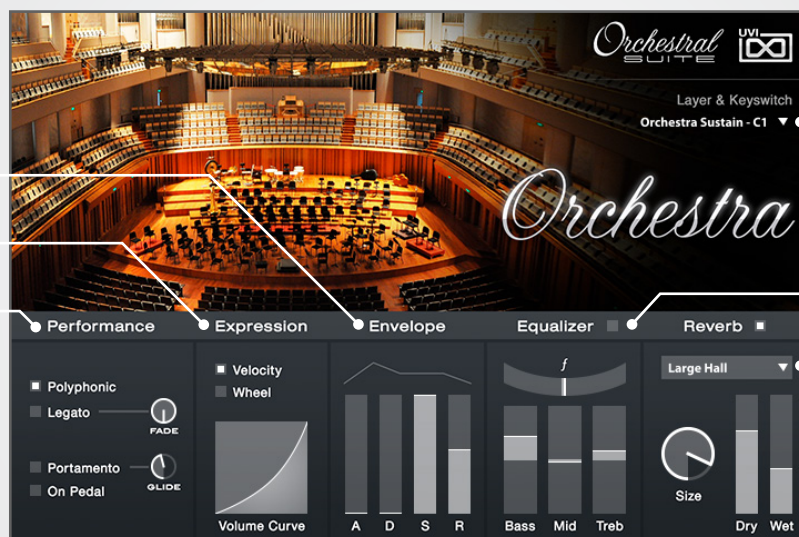 Orchestral
SUITE
UVI
Layer & Keyswitch
Orchestra Sustain - C1
Orchestra
Performance
Expression
Envelope
Equalizer
Reverb
Polyphonic
Legato
FADE
Portamento
On Pedal
GLIDE
Velocity
Wheel
Volume Curve
A D S R
f
Bass Mid Treb
Large Hall
Size
Dry Wet